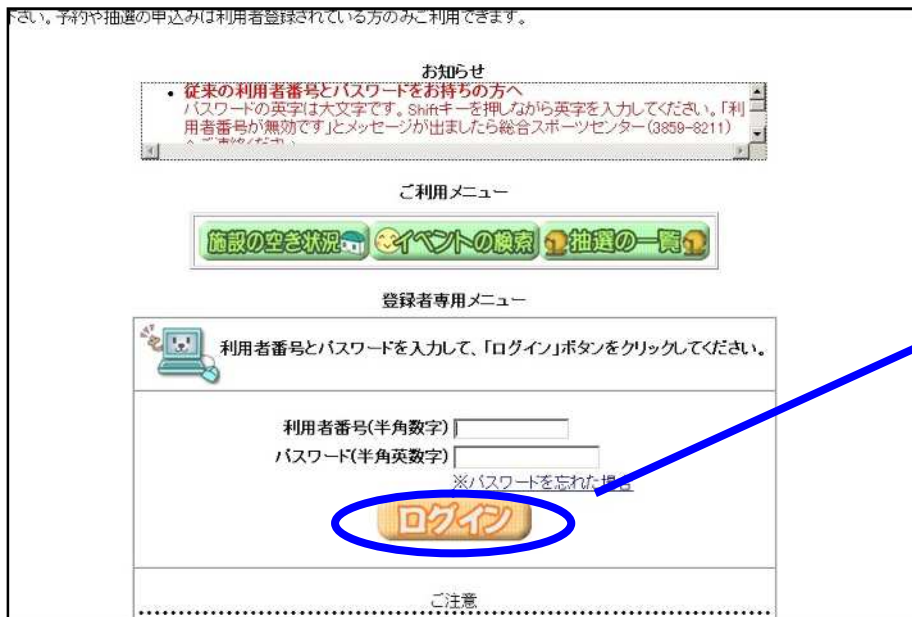 さい。予約や抽選の申込みは利用者登録されている方のみご利用できます。
お知らせ
• 従来の利用者番号とパスワードをお持ちの方へ
パスワードの英字は大文字です。Shiftキーを押しながら英字を入力してください。「利
用者番号が無効です」とメッセージが出ましたら総合スポーツセンター(3859-8211)
へご連絡ください
ご利用メニュー
施設の空き状況 イベントの検索 抽選の一覧
登録者専用メニュー
利用者番号とパスワードを入力して、「ログイン」ボタンをクリックしてください。
利用者番号(半角数字)
パスワード(半角英数字)
※パスワードを忘れた場合
ログイン
ご注意